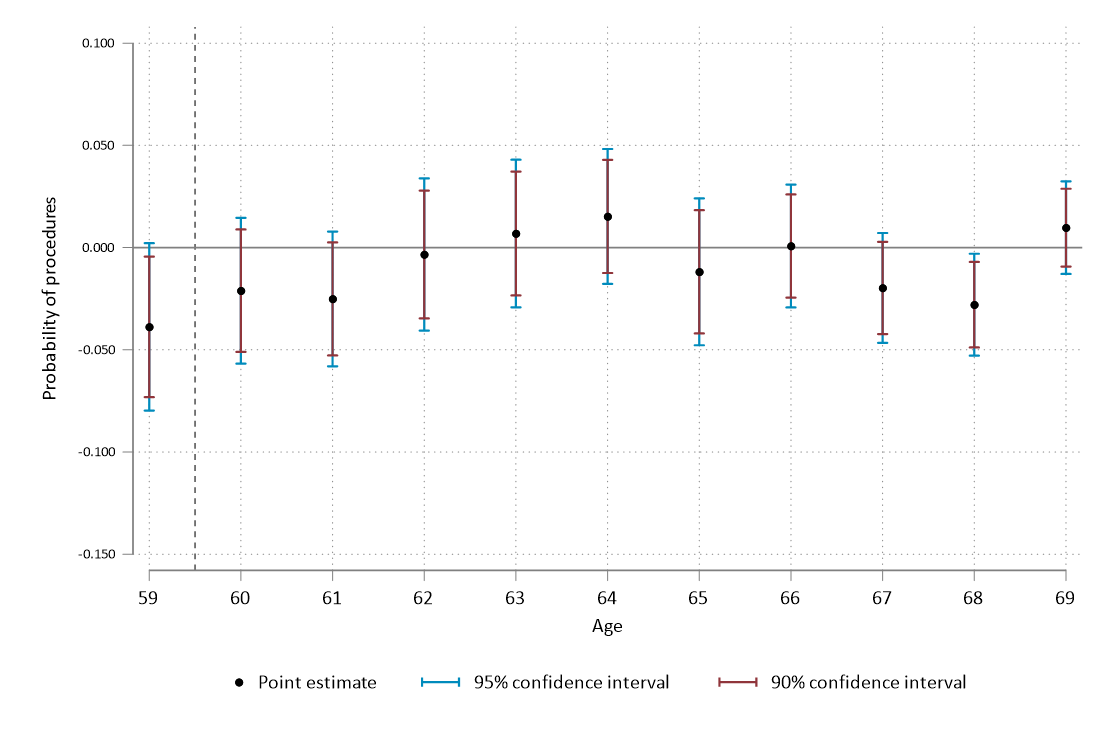 0.100
0.050
0.000
-0.050
-0.100
-0.150
Probability of procedures
59 60 61 62 63 64 65 66 67 68 69
Age
Point estimate 95% confidence interval 90% confidence interval